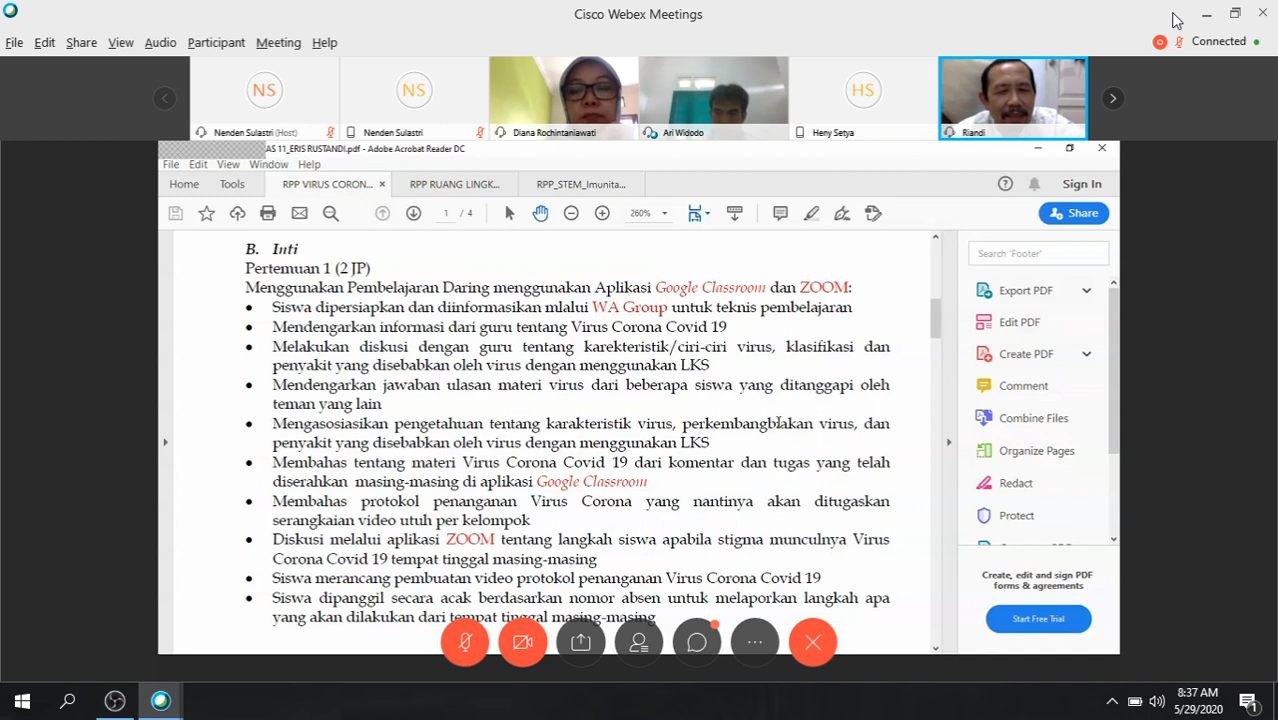 Cisco Webex Meetings
File Edit Share View Audio Participant Meeting Help
Connected
NS
NS
HS
Nenden Sulastri (Host)
Nenden Sulastri
Diana Rochintaniawati
Ari Widodo
Heny Setya
Riandi
AS 11_ERIS RUSTANDI.pdf - Adobe Acrobat Reader DC
File Edit View Window Help
Home Tools RPP VIRUS CORON... RPP RUANG LINGK... RPP_STEM_Imunita... Sign In
1 / 4 260% Share
B. Inti
Pertemuan 1 (2 JP)
Menggunakan Pembelajaran Daring menggunakan Aplikasi Google Classroom dan ZOOM:
• Siswa dipersiapkan dan diinformasikan mlalui WA Group untuk teknis pembelajaran
• Mendengarkan informasi dari guru tentang Virus Corona Covid 19
• Melakukan diskusi dengan guru tentang karekteristik/ciri-ciri virus, klasifikasi dan
penyakit yang disebabkan oleh virus dengan menggunakan LKS
• Mendengarkan jawaban ulasan materi virus dari beberapa siswa yang ditanggapi oleh
teman yang lain
• Mengasosiasikan pengetahuan tentang karakteristik virus, perkembangbiakan virus, dan
penyakit yang disebabkan oleh virus dengan menggunakan LKS
• Membahas tentang materi Virus Corona Covid 19 dari komentar dan tugas yang telah
diserahkan masing-masing di aplikasi Google Classroom
• Membahas protokol penanganan Virus Corona yang nantinya akan ditugaskan
serangkaian video utuh per kelompok
• Diskusi melalui aplikasi ZOOM tentang langkah siswa apabila stigma munculnya Virus
Corona Covid 19 tempat tinggal masing-masing
• Siswa merancang pembuatan video protokol penanganan Virus Corona Covid 19
• Siswa dipanggil secara acak berdasarkan nomor absen untuk melaporkan langkah apa
yang akan dilakukan dari tempat tinggal masing-masing
Search 'Footer'
Export PDF
Edit PDF
Create PDF
Comment
Combine Files
Organize Pages
Redact
Protect
Create, edit and sign PDF
forms & agreements
Start Free Trial
8:37 AM
5/29/2020
1